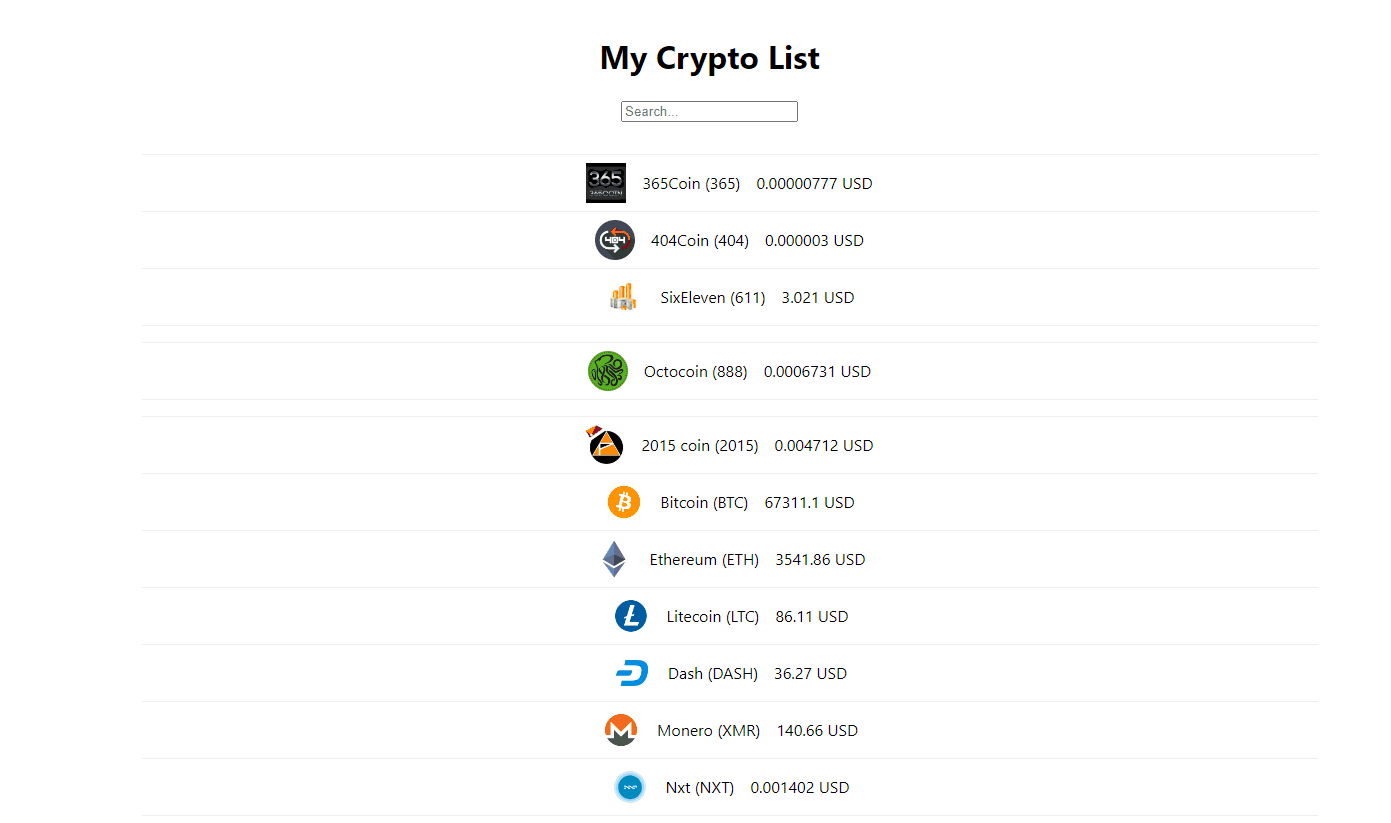 My Crypto List
Search...
365
365COIN
365Coin (365) 0.00000777 USD
404
404Coin (404) 0.000003 USD
SixEleven (611) 3.021 USD
Octocoin (888) 0.0006731 USD
2015 coin (2015) 0.004712 USD
Bitcoin (BTC) 67311.1 USD
Ethereum (ETH) 3541.86 USD
Litecoin (LTC) 86.11 USD
Dash (DASH) 36.27 USD
Monero (XMR) 140.66 USD
Nxt (NXT) 0.001402 USD